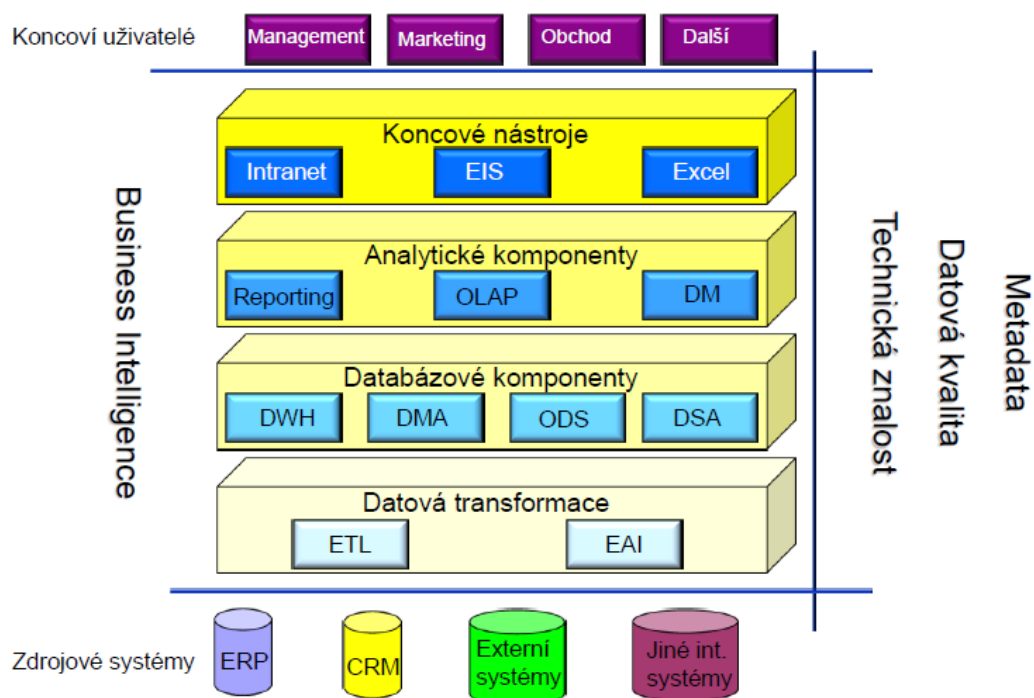 Koncoví uživatelé
Management
Marketing
Obchod
Další
Business Intelligence
Koncové nástroje
Intranet
EIS
Excel
Analytické komponenty
Reporting
OLAP
DM
Databázové komponenty
DWH
DMA
ODS
DSA
Datová transformace
ETL
EAI
Technická znalost
Datová kvalita
Metadata
Zdrojové systémy
ERP
CRM
Externí
systémy
Jiné int.
systémy